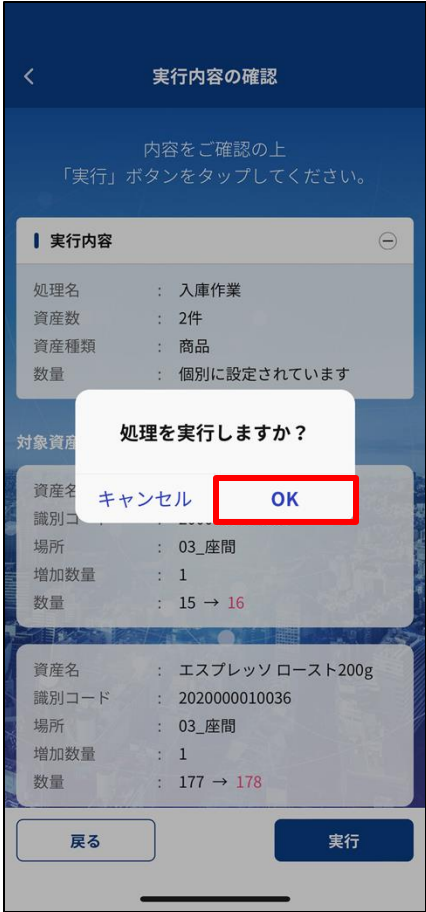 実行内容の確認
内容をご確認の上
「実行」ボタンをタップしてください。
実行内容
処理名 : 入庫作業
資産数 : 2件
資産種類 : 商品
数量 : 個別に設定されています
対象資産
処理を実行しますか？
キャンセル OK
資産名
識別コード :
場所 : 03_座間
増加数量 : 1
数量 : 15 → 16
資産名 : エスプレッソ ロースト200g
識別コード : 2020000010036
場所 : 03_座間
増加数量 : 1
数量 : 177 → 178
戻る 実行